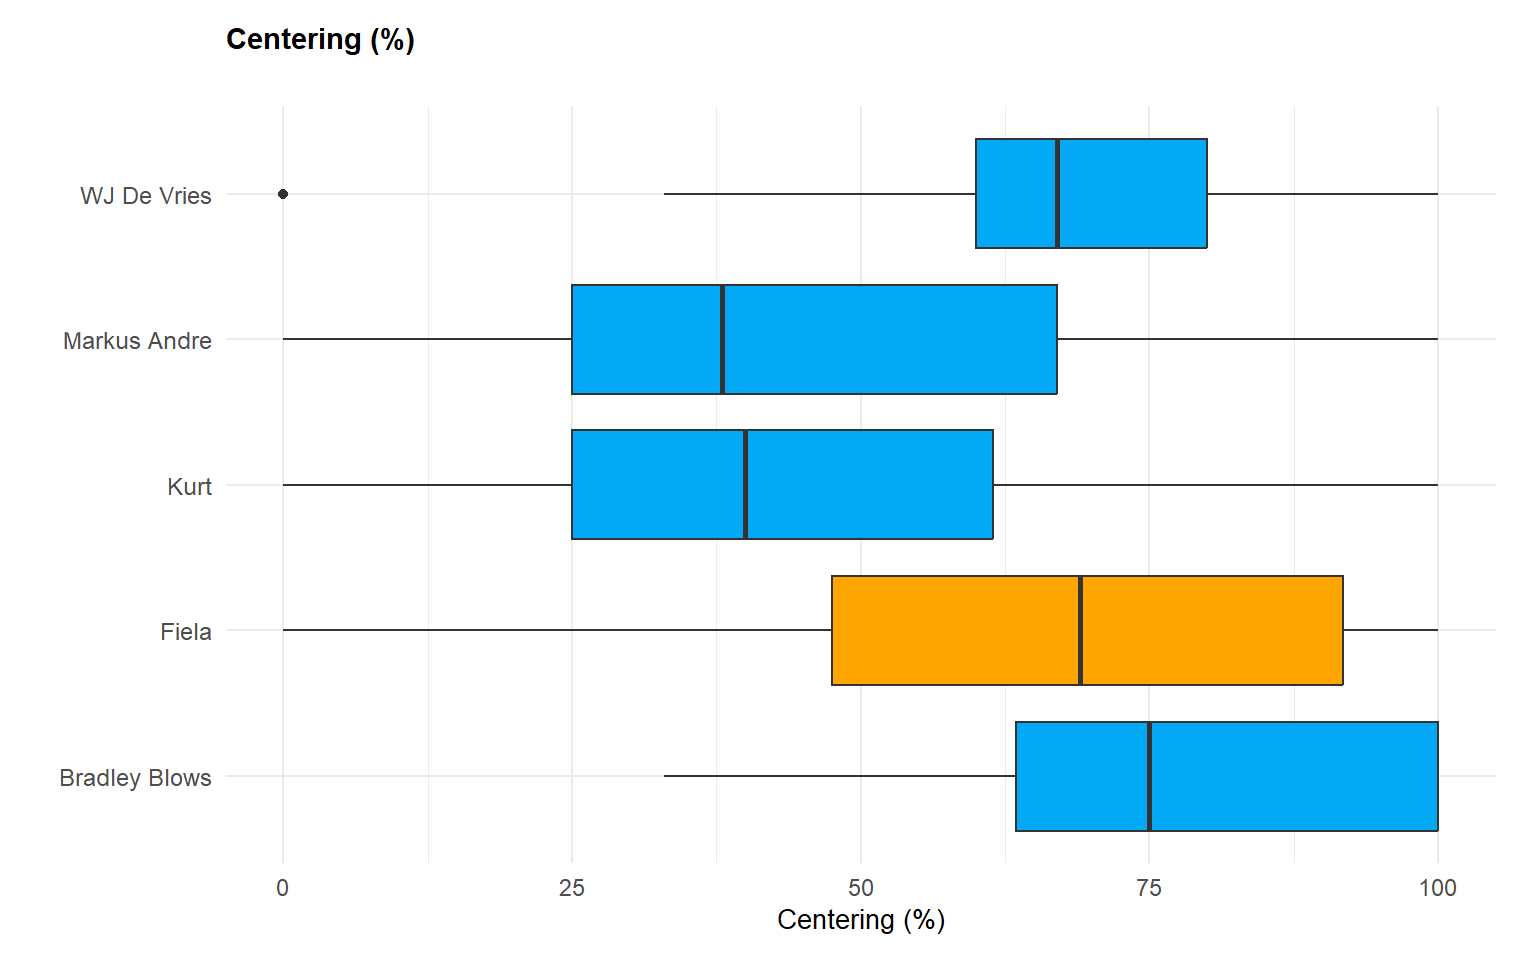 Centering (%)
WJ De Vries
Markus Andre
Kurt
Fiela
Bradley Blows
0 25 50 75 100
Centering (%)